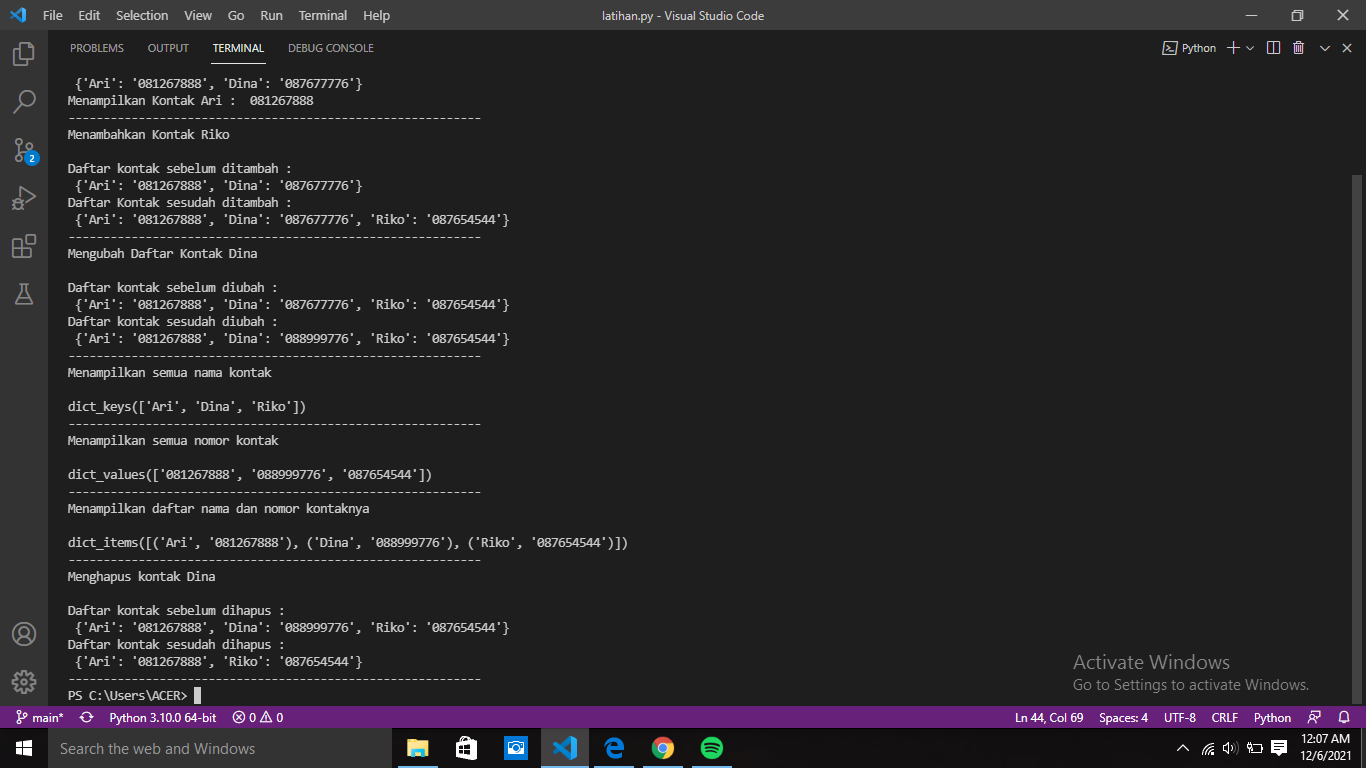 File Edit Selection View Go Run Terminal Help latihan.py - Visual Studio Code
PROBLEMS OUTPUT TERMINAL DEBUG CONSOLE Python
{'Ari': '081267888', 'Dina': '087677776'}
Menampilkan Kontak Ari :  081267888
-----------------------------------------------------------
Menambahkan Kontak Riko
Daftar kontak sebelum ditambah :
{'Ari': '081267888', 'Dina': '087677776'}
Daftar Kontak sesudah ditambah :
{'Ari': '081267888', 'Dina': '087677776', 'Riko': '087654544'}
-----------------------------------------------------------
Mengubah Daftar Kontak Dina
Daftar kontak sebelum diubah :
{'Ari': '081267888', 'Dina': '087677776', 'Riko': '087654544'}
Daftar kontak sesudah diubah :
{'Ari': '081267888', 'Dina': '088999776', 'Riko': '087654544'}
-----------------------------------------------------------
Menampilkan semua nama kontak
dict_keys(['Ari', 'Dina', 'Riko'])
-----------------------------------------------------------
Menampilkan semua nomor kontak
dict_values(['081267888', '088999776', '087654544'])
-----------------------------------------------------------
Menampilkan daftar nama dan nomor kontaknya
dict_items([('Ari', '081267888'), ('Dina', '088999776'), ('Riko', '087654544')])
-----------------------------------------------------------
Menghapus kontak Dina
Daftar kontak sebelum dihapus :
{'Ari': '081267888', 'Dina': '088999776', 'Riko': '087654544'}
Daftar kontak sesudah dihapus :
{'Ari': '081267888', 'Riko': '087654544'}
-----------------------------------------------------------
PS C:\Users\ACER>
2
Activate Windows
Go to Settings to activate Windows.
main* Python 3.10.0 64-bit 0 0 Ln 44, Col 69 Spaces: 4 UTF-8 CRLF Python
Search the web and Windows
12:07 AM
12/6/2021